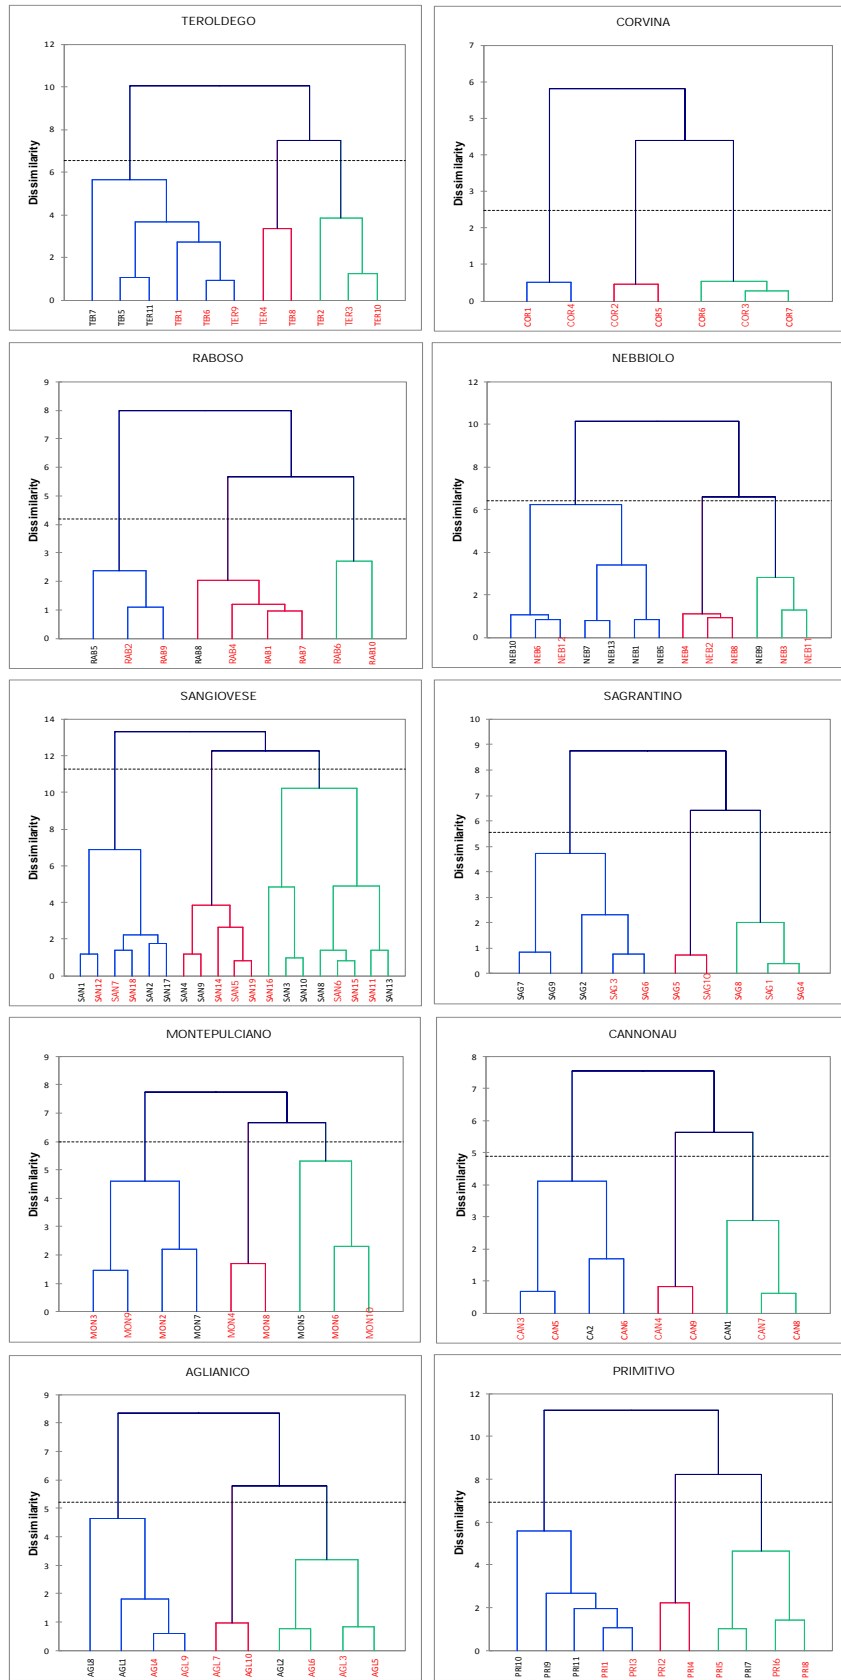 TEROLDEGO
12
10
8
6
4
2
0
Dissimilarity
TER7 TER5 TER11 TER1 TER6 TER9 TER4 TER8 TER2 TER3 TER10
CORVINA
7
6
5
4
3
2
1
0
Dissimilarity
COR1 COR4 COR2 COR5 COR6 COR3 COR7
RABOSO
9
8
7
6
5
4
3
2
1
0
Dissimilarity
RAB5 RAB2 RAB9 RAB8 RAB4 RAB1 RAB7 RAB6 RAB10
NEBBIOLO
12
10
8
6
4
2
0
Dissimilarity
NEB10 NEB6 NEB12 NEB7 NEB13 NEB1 NEB5 NEB4 NEB2 NEB8 NEB9 NEB3 NEB11
SANGIOVESE
14
12
10
8
6
4
2
0
Dissimilarity
SAN1 SAN12 SAN7 SAN18 SAN2 SAN17 SAN4 SAN9 SAN14 SAN5 SAN19 SAN16 SAN3 SAN10 SAN8 SAN6 SAN15 SAN11 SAN13
SAGRANTINO
10
9
8
7
6
5
4
3
2
1
0
Dissimilarity
SAG7 SAG9 SAG2 SAG3 SAG6 SAG5 SAG10 SAG8 SAG1 SAG4
MONTEPULCIANO
9
8
7
6
5
4
3
2
1
0
Dissimilarity
MON3 MON9 MON2 MON7 MON4 MON8 MON5 MON6 MON10
CANNONAU
8
7
6
5
4
3
2
1
0
Dissimilarity
CAN3 CAN5 CA2 CAN6 CAN4 CAN9 CAN1 CAN7 CAN8
AGLIANICO
9
8
7
6
5
4
3
2
1
0
Dissimilarity
AGL8 AGL1 AGL4 AGL9 AGL7 AGL10 AGL2 AGL6 AGL3 AGL5
PRIMITIVO
12
10
8
6
4
2
0
Dissimilarity
PRI10 PRI9 PRI11 PRI1 PRI3 PRI2 PRI4 PRI5 PRI7 PRI6 PRI8